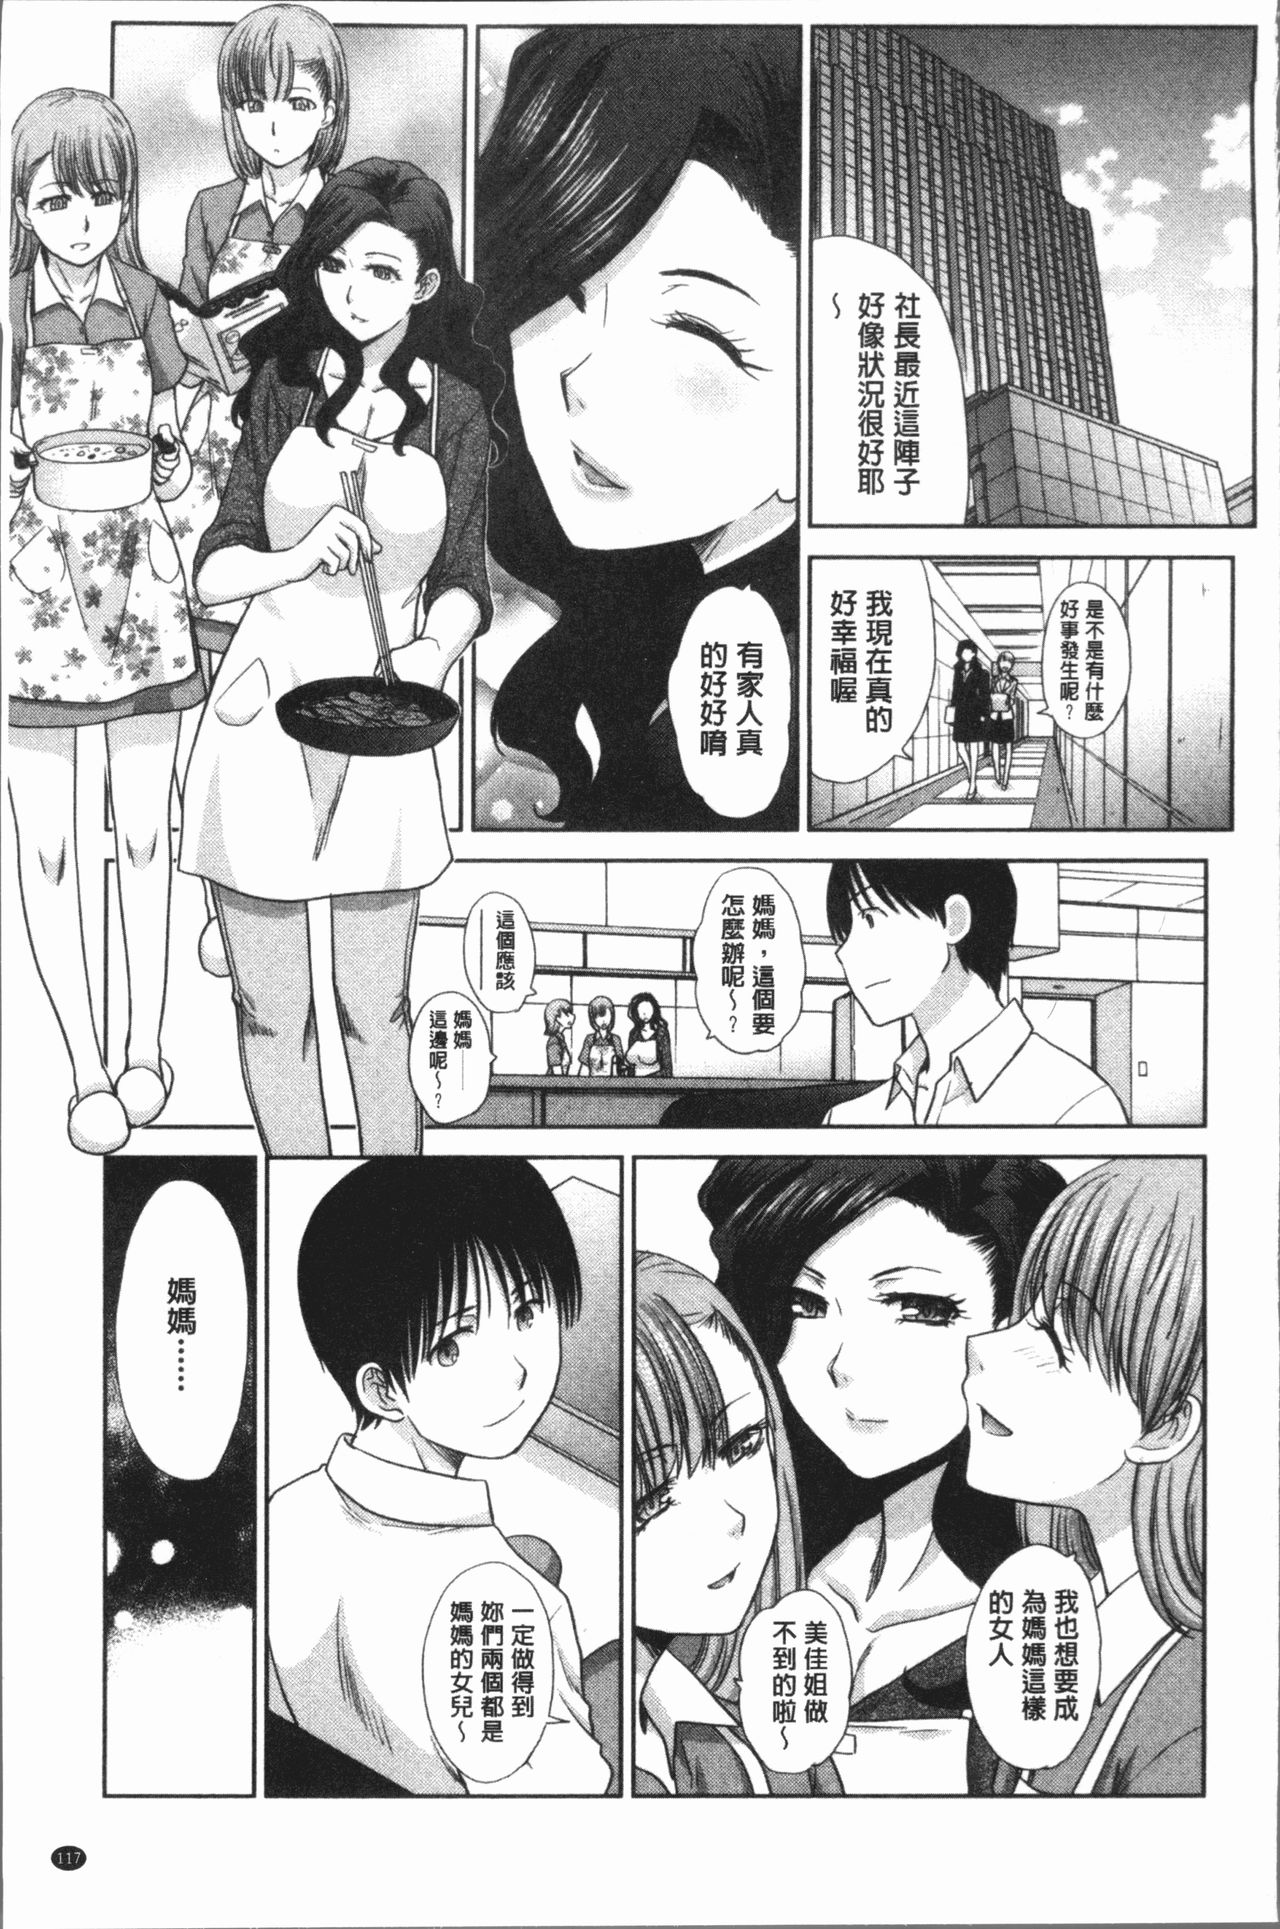 社長最近這陣子
好像狀況很好耶
～
是不是有什麼
好事發生呢？
我現在真的
好幸福喔
有家人真
的好好唷
媽媽，這個要
怎麼辦呢～？
這個應該
──
媽媽──
這邊呢～？
我也想要成
為媽媽這樣
的女人
美佳姐做
不到的啦～
一定做得到
妳們兩個都是
媽媽的女兒～
媽媽……
117